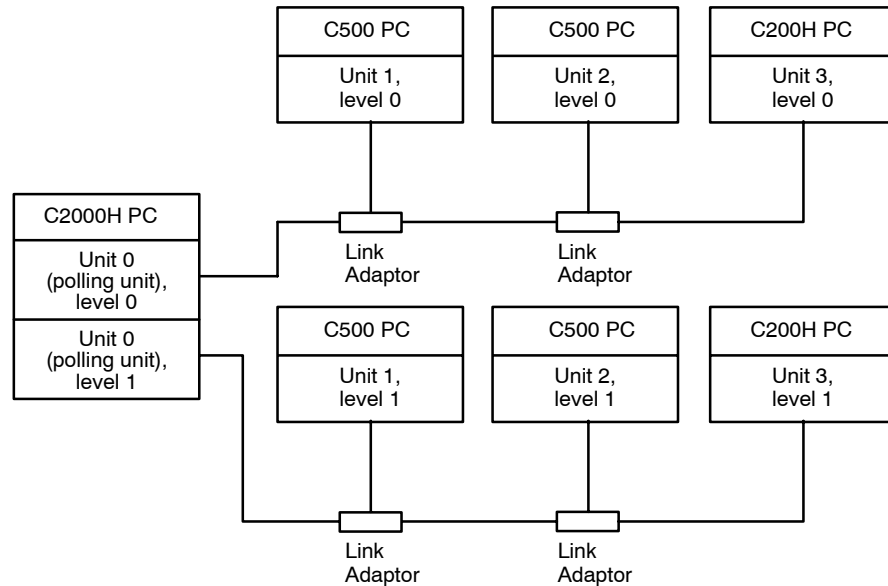 C500 PC
Unit 1,
level 0
C500 PC
Unit 2,
level 0
C200H PC
Unit 3,
level 0
C2000H PC
Unit 0
(polling unit),
level 0
Unit 0
(polling unit),
level 1
Link
Adaptor
Link
Adaptor
C500 PC
Unit 1,
level 1
C500 PC
Unit 2,
level 1
C200H PC
Unit 3,
level 1
Link
Adaptor
Link
Adaptor